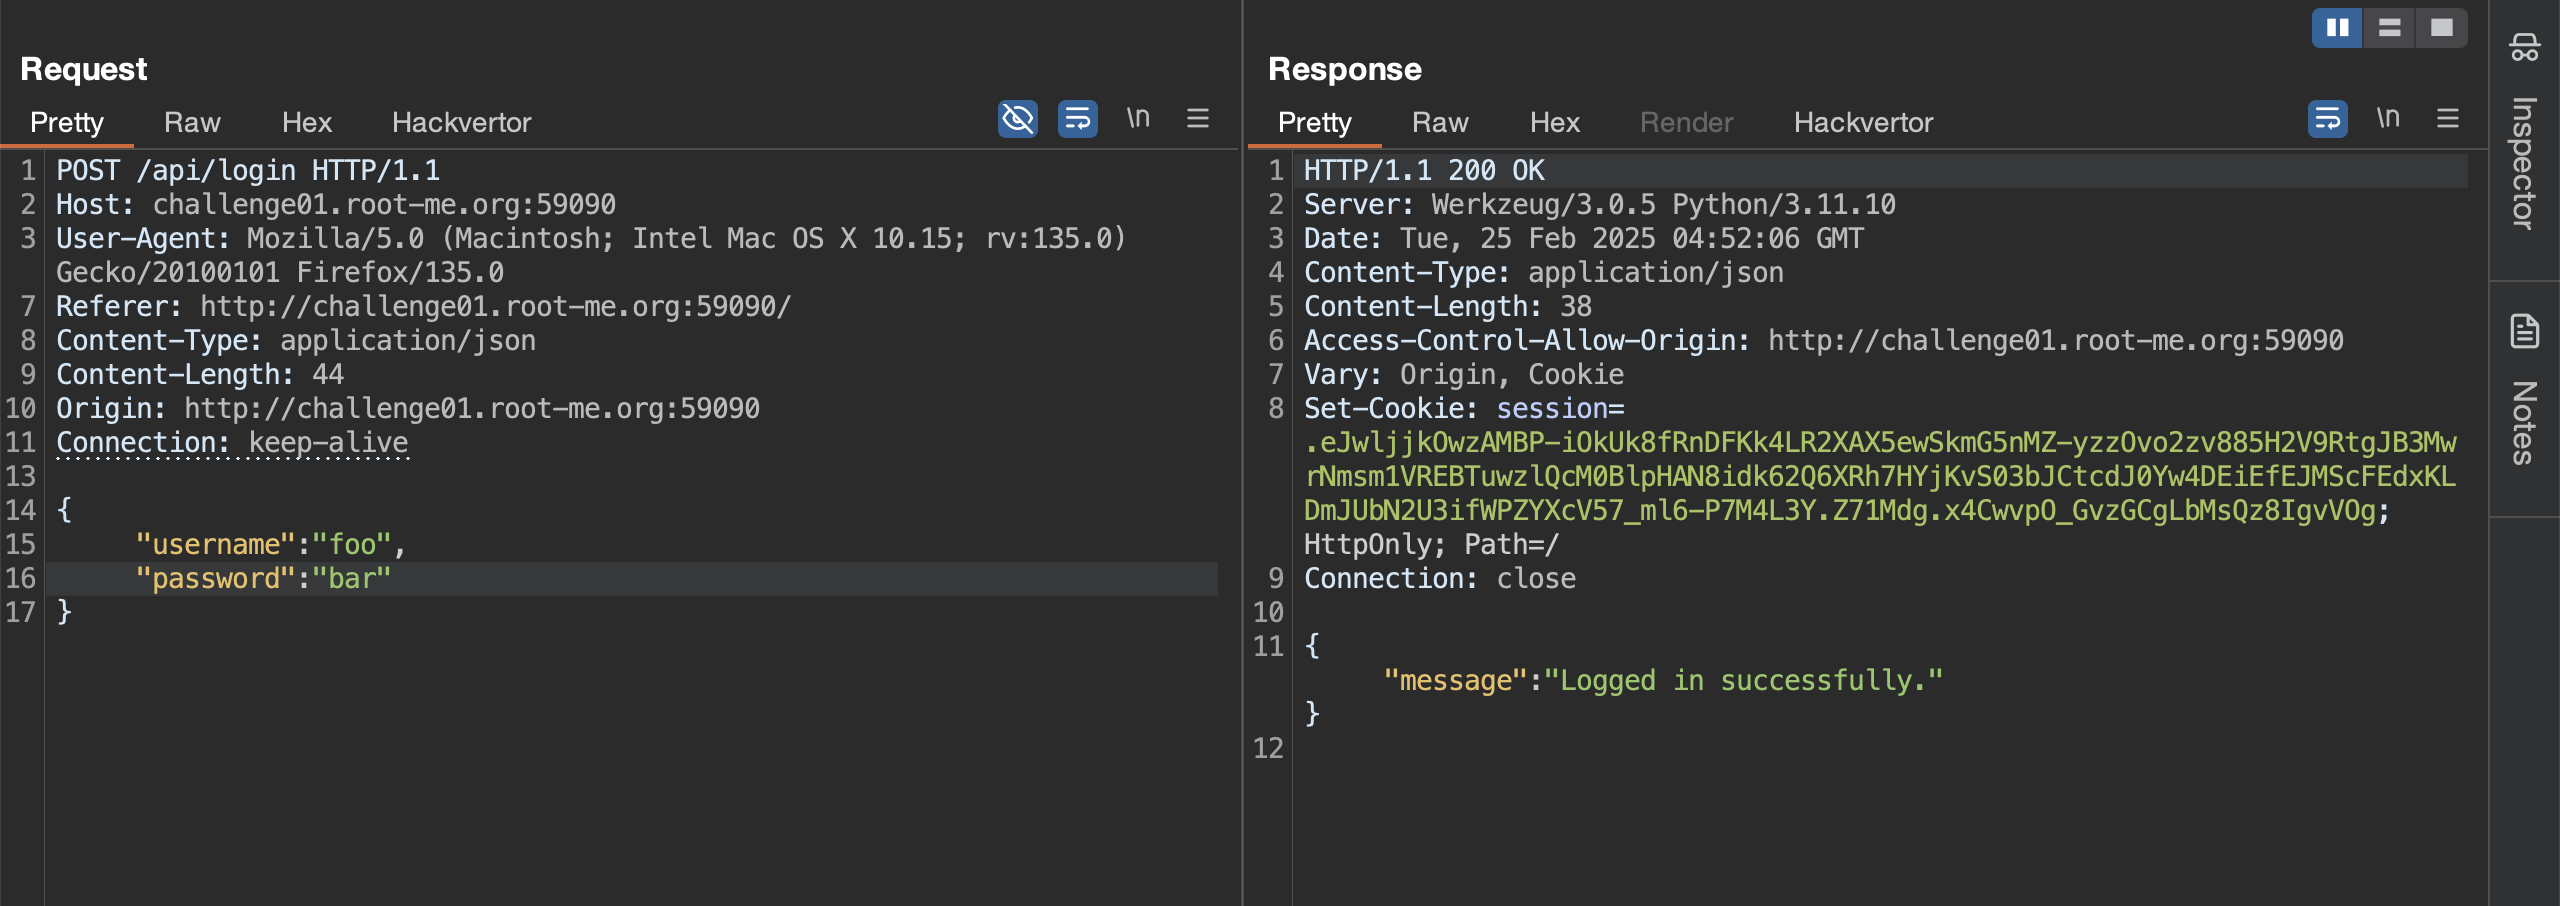 Request
Pretty Raw Hex Hackvertor \n
1 POST /api/login HTTP/1.1
2 Host: challenge01.root-me.org:59090
3 User-Agent: Mozilla/5.0 (Macintosh; Intel Mac OS X 10.15; rv:135.0)
Gecko/20100101 Firefox/135.0
7 Referer: http://challenge01.root-me.org:59090/
8 Content-Type: application/json
9 Content-Length: 44
10 Origin: http://challenge01.root-me.org:59090
11 Connection: keep-alive
13
14 {
15 "username":"foo",
16 "password":"bar"
17 }
Response
Pretty Raw Hex Render Hackvertor \n
1 HTTP/1.1 200 OK
2 Server: Werkzeug/3.0.5 Python/3.11.10
3 Date: Tue, 25 Feb 2025 04:52:06 GMT
4 Content-Type: application/json
5 Content-Length: 38
6 Access-Control-Allow-Origin: http://challenge01.root-me.org:59090
7 Vary: Origin, Cookie
8 Set-Cookie: session=
.eJwljjkOwzAMBP-iOkUk8fRnDFKk4LR2XAX5ewSkmG5nMZ-yzzOvo2zv885H2V9RtgJB3Mw
rNmsm1VREBTuwzlQcM0BlpHAN8idk62Q6XRh7HYjKvS03bJCtcdJ0Yw4DEiEfEJMScFEdxKL
DmJUbN2U3ifWPZYXcV57_ml6-P7M4L3Y.Z71Mdg.x4CwvpO_GvzGCgLbMsQz8IgvVOg;
HttpOnly; Path=/
9 Connection: close
10
11 {
"message":"Logged in successfully."
}
12
Inspector
Notes